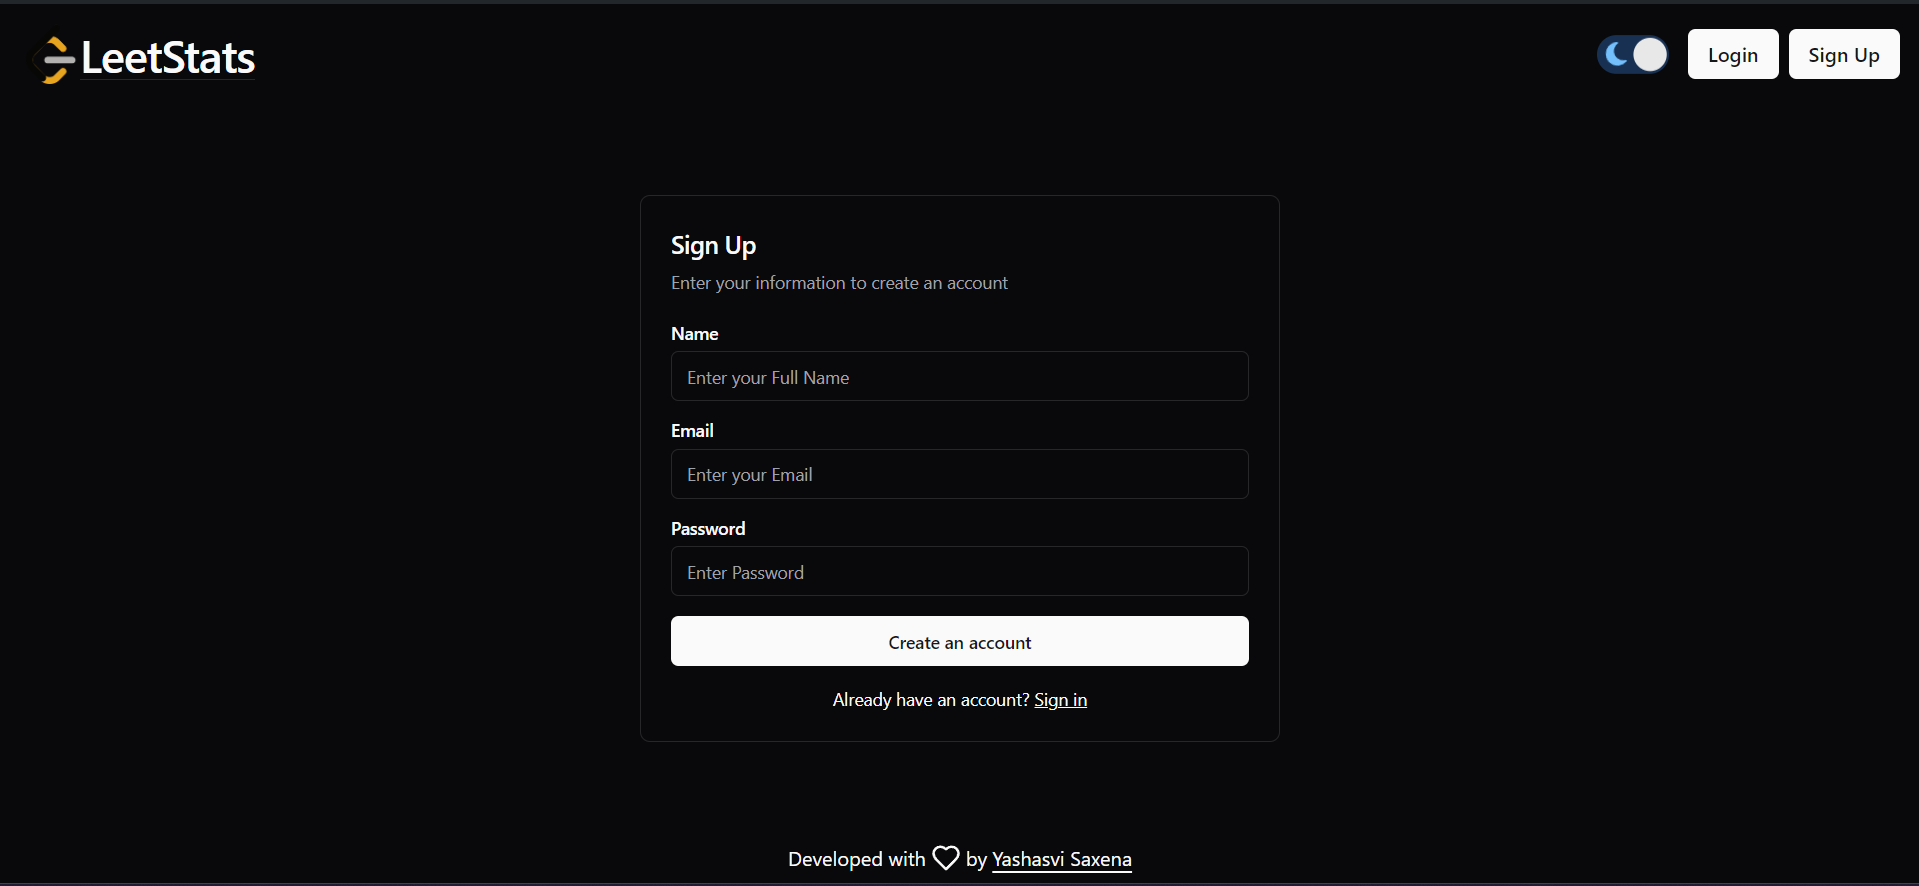 LeetStats
Login
Sign Up
Sign Up
Enter your information to create an account
Name
Enter your Full Name
Email
Enter your Email
Password
Enter Password
Create an account
Already have an account? Sign in
Developed with by Yashasvi Saxena